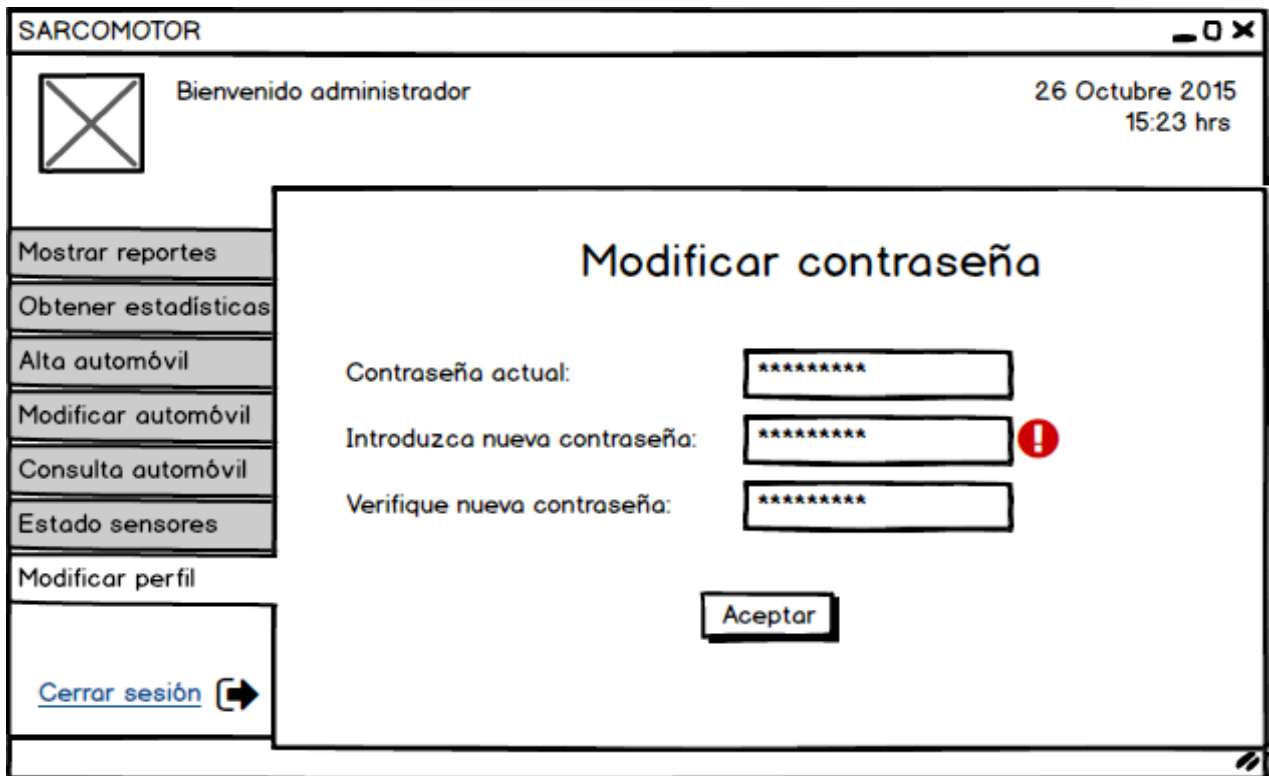 SARCOMOTOR
Bienvenido administrador
26 Octubre 2015
15:23 hrs
Mostrar reportes
Obtener estadísticas
Alta automóvil
Modificar automóvil
Consulta automóvil
Estado sensores
Modificar perfil
Cerrar sesión
Modificar contraseña
Contraseña actual: *********
Introduzca nueva contraseña: *********
Verifique nueva contraseña: *********
Aceptar